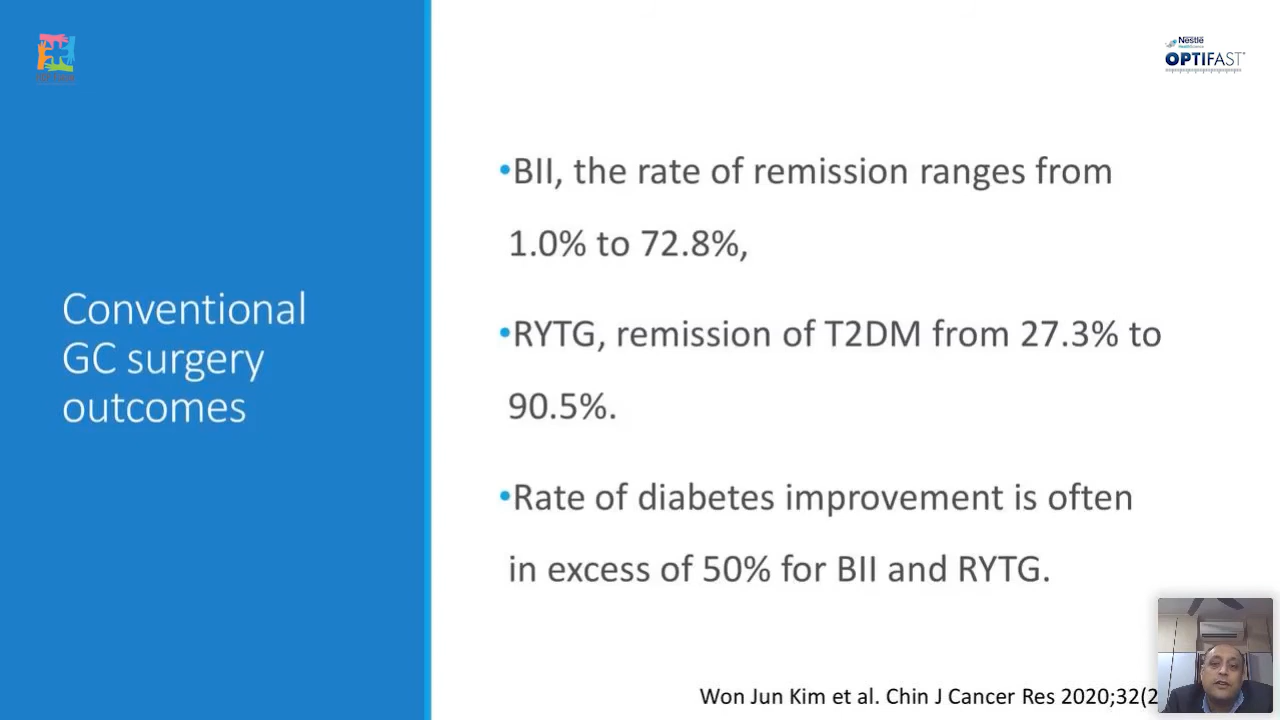 Nestlé
HealthScience
OPTIFAST
Conventional
GC surgery
outcomes
•BII, the rate of remission ranges from
1.0% to 72.8%,
•RYTG, remission of T2DM from 27.3% to
90.5%.
•Rate of diabetes improvement is often
in excess of 50% for BII and RYTG.
Won Jun Kim et al. Chin J Cancer Res 2020;32(2